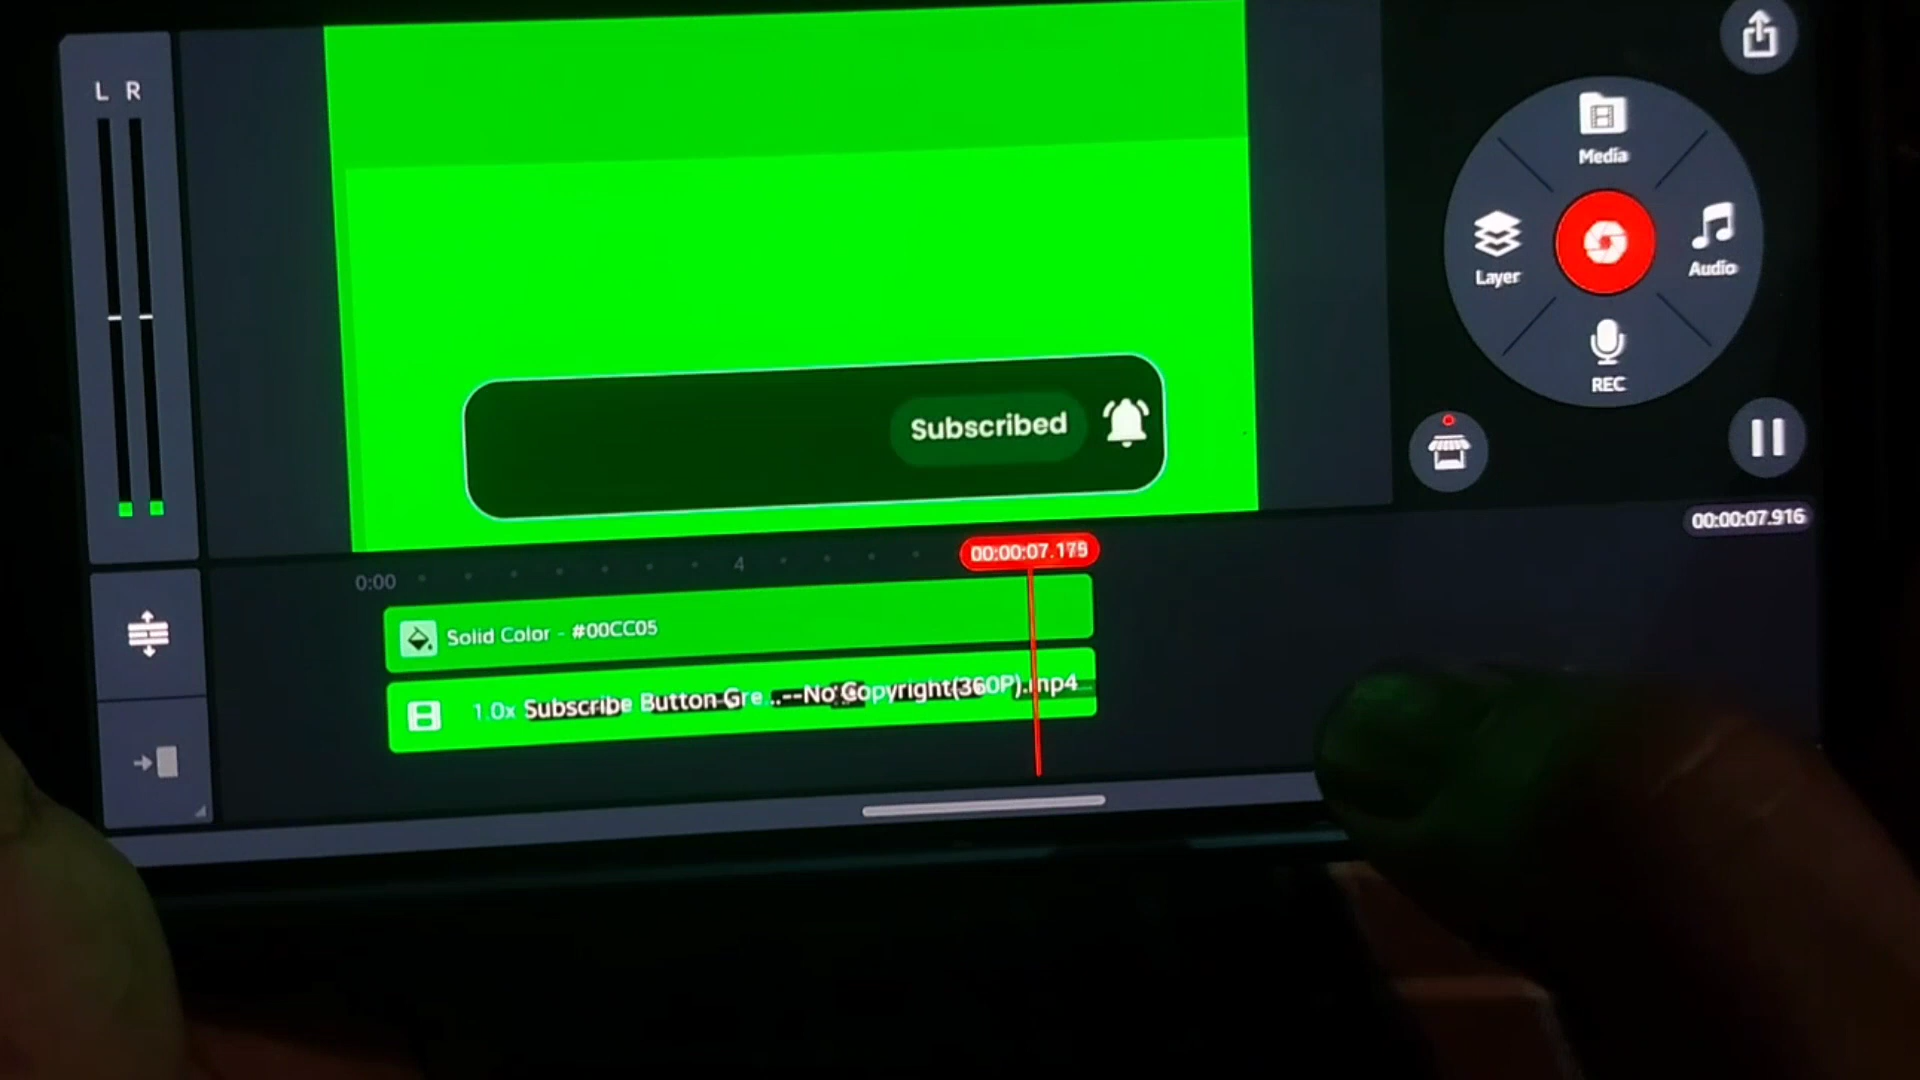 L R
Media
Layer
Audio
REC
Subscribed
00:00:07.916
00:00:07.175
0:00
4
Solid Color - #00CC05
1.0x Subscribe Button Gre...--No Copyright(360P).mp4